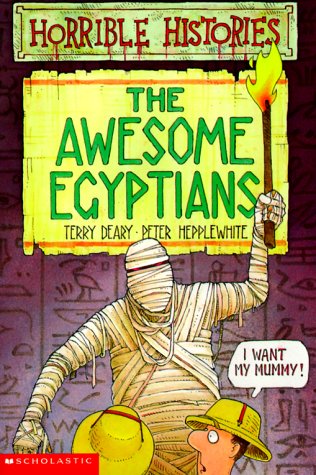 HORRIBLE HISTORIES
THE
AWESOME
EGYPTIANS
TERRY DEARY · PETER HEPPLEWHITE
I WANT
MY MUMMY!
SCHOLASTIC